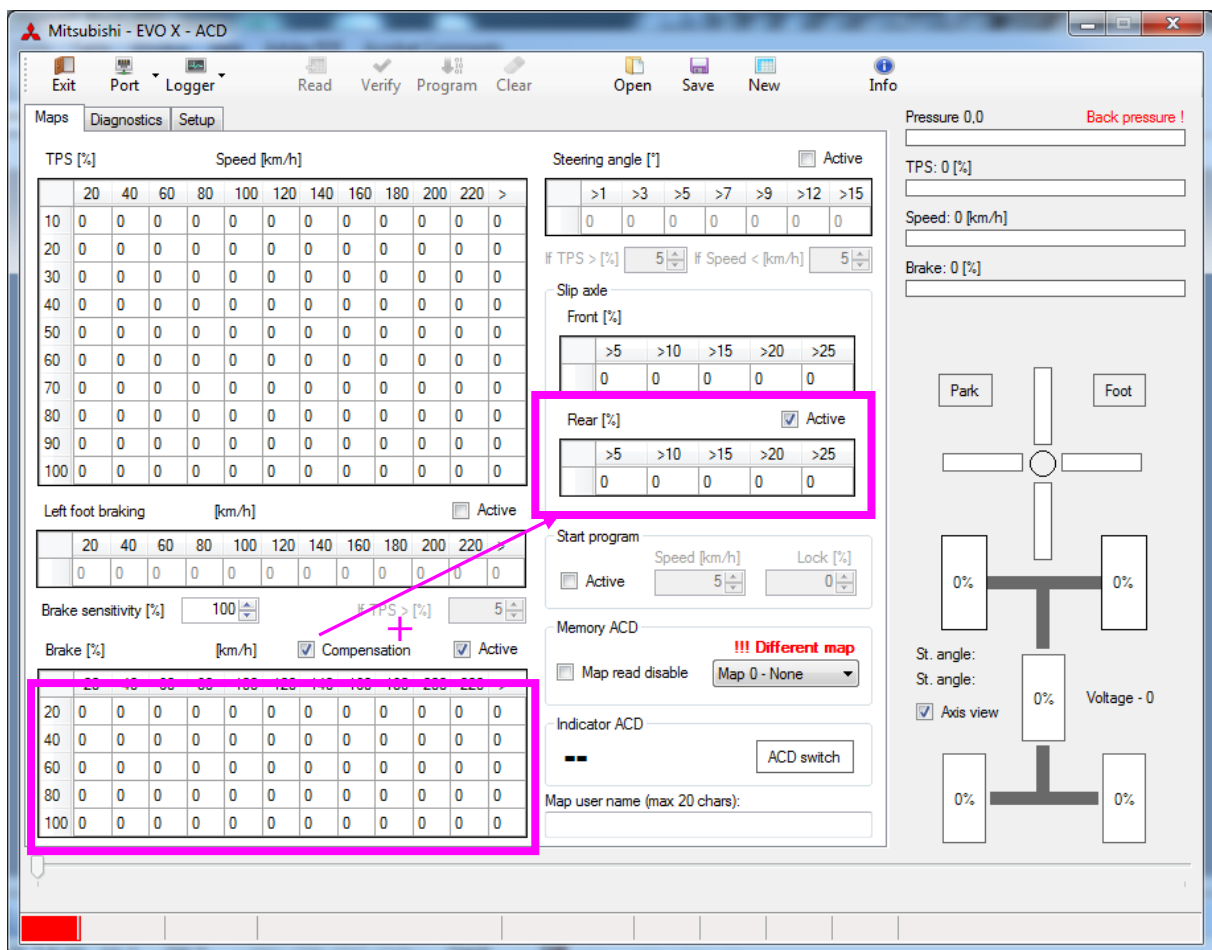 Mitsubishi - EVO X - ACD
Exit Port Logger Read Verify Program Clear Open Save New Info
Maps Diagnostics Setup
TPS [%] Speed [km/h]
20 40 60 80 100 120 140 160 180 200 220 >
10 0 0 0 0 0 0 0 0 0 0 0 0
20 0 0 0 0 0 0 0 0 0 0 0 0
30 0 0 0 0 0 0 0 0 0 0 0 0
40 0 0 0 0 0 0 0 0 0 0 0 0
50 0 0 0 0 0 0 0 0 0 0 0 0
60 0 0 0 0 0 0 0 0 0 0 0 0
70 0 0 0 0 0 0 0 0 0 0 0 0
80 0 0 0 0 0 0 0 0 0 0 0 0
90 0 0 0 0 0 0 0 0 0 0 0 0
100 0 0 0 0 0 0 0 0 0 0 0 0
Left foot braking [km/h] Active
20 40 60 80 100 120 140 160 180 200 220 >
0 0 0 0 0 0 0 0 0 0 0 0
Brake sensitivity [%] 100 If TPS > [%] 5
Brake [%] [km/h] Compensation Active
20 40 60 80 100 120 140 160 180 200 220 >
20 0 0 0 0 0 0 0 0 0 0 0 0
40 0 0 0 0 0 0 0 0 0 0 0 0
60 0 0 0 0 0 0 0 0 0 0 0 0
80 0 0 0 0 0 0 0 0 0 0 0 0
100 0 0 0 0 0 0 0 0 0 0 0 0
Steering angle [°] Active
>1 >3 >5 >7 >9 >12 >15
0 0 0 0 0 0 0
If TPS > [%] 5 If Speed < [km/h] 5
Slip axle
Front [%]
>5 >10 >15 >20 >25
0 0 0 0 0
Rear [%] Active
>5 >10 >15 >20 >25
0 0 0 0 0
Start program
Speed [km/h] Lock [%]
Active 5 0
Memory ACD
!!! Different map
Map read disable Map 0 - None
Indicator ACD
-- ACD switch
Map user name (max 20 chars):
Pressure 0,0 Back pressure !
TPS: 0 [%]
Speed: 0 [km/h]
Brake: 0 [%]
Park Foot
0% 0%
St. angle:
St. angle:
0% Voltage - 0
Axis view
0% 0%